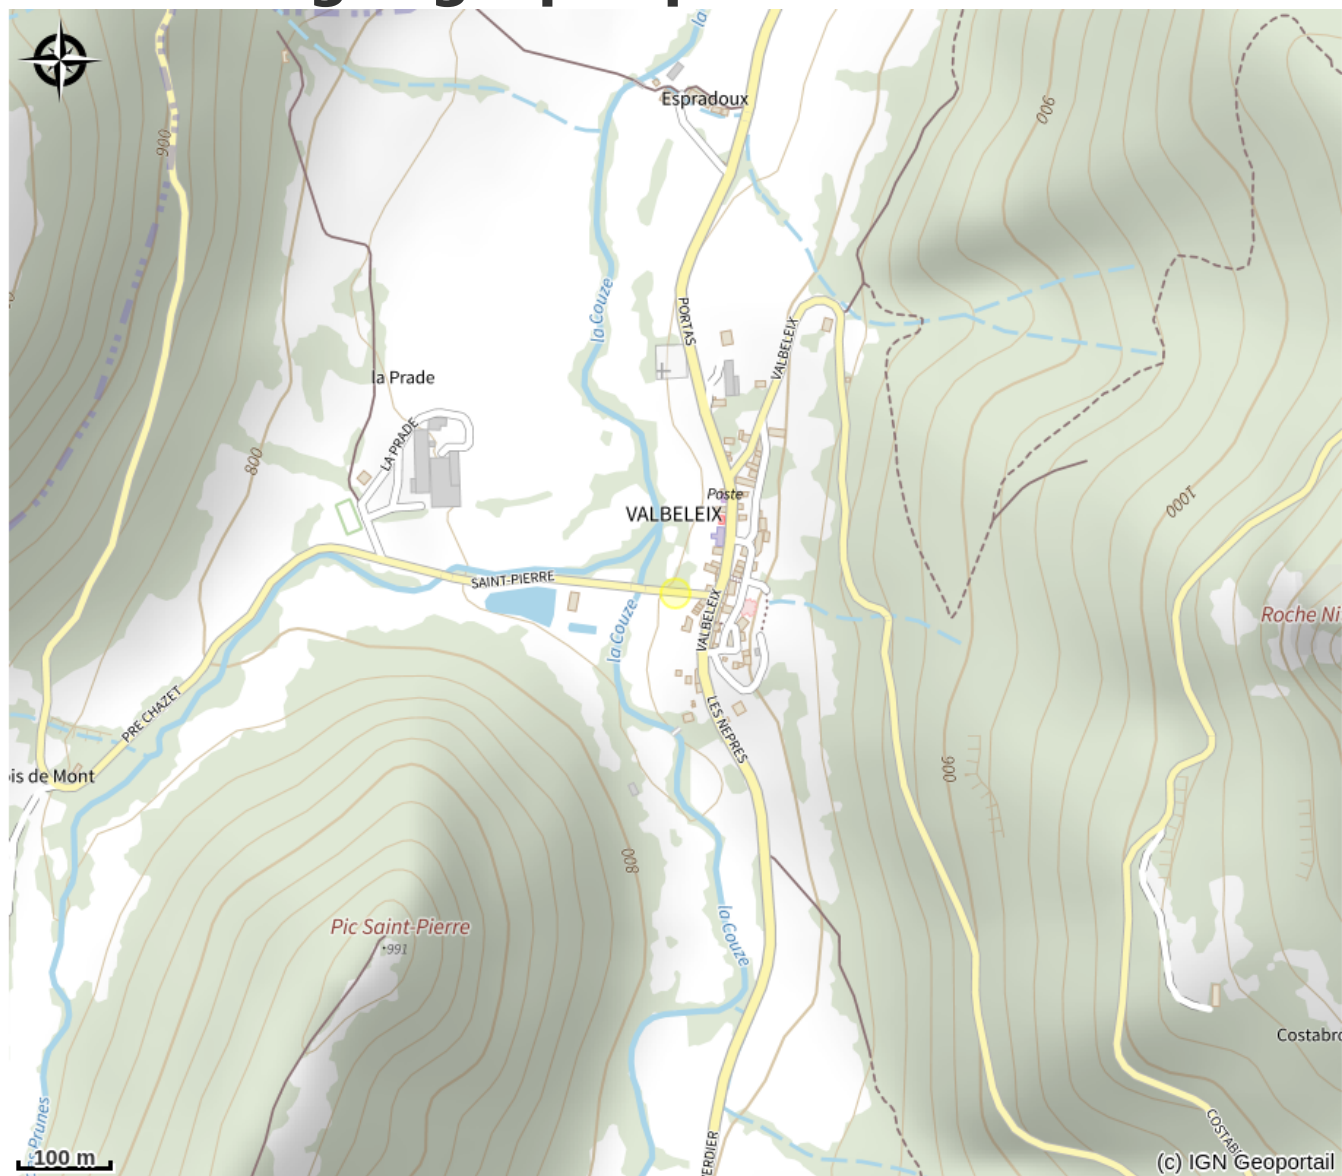 la
Espradoux
900
900
la Couze
PORTAS
VALBELEIX
la Prade
LA PRADE
800
Poste
VALBELEIX
1000
SAINT-PIERRE
la Couze
VALBELEIX
Roche Ni
PRE CHAZET
LES NEPRES
is de Mont
900
800
Pic Saint-Pierre
991
la Couze
Costabro
s Prunes
ERDIER
COSTABR
100 m
(c) IGN Geoportail